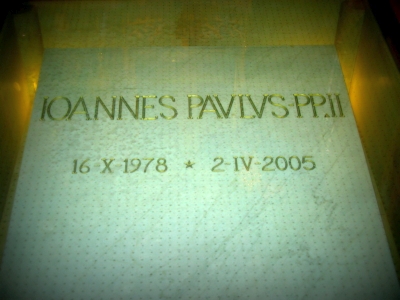 IOANNES PAVLVS·PP.II
16·X·1978 ★ 2·IV·2005